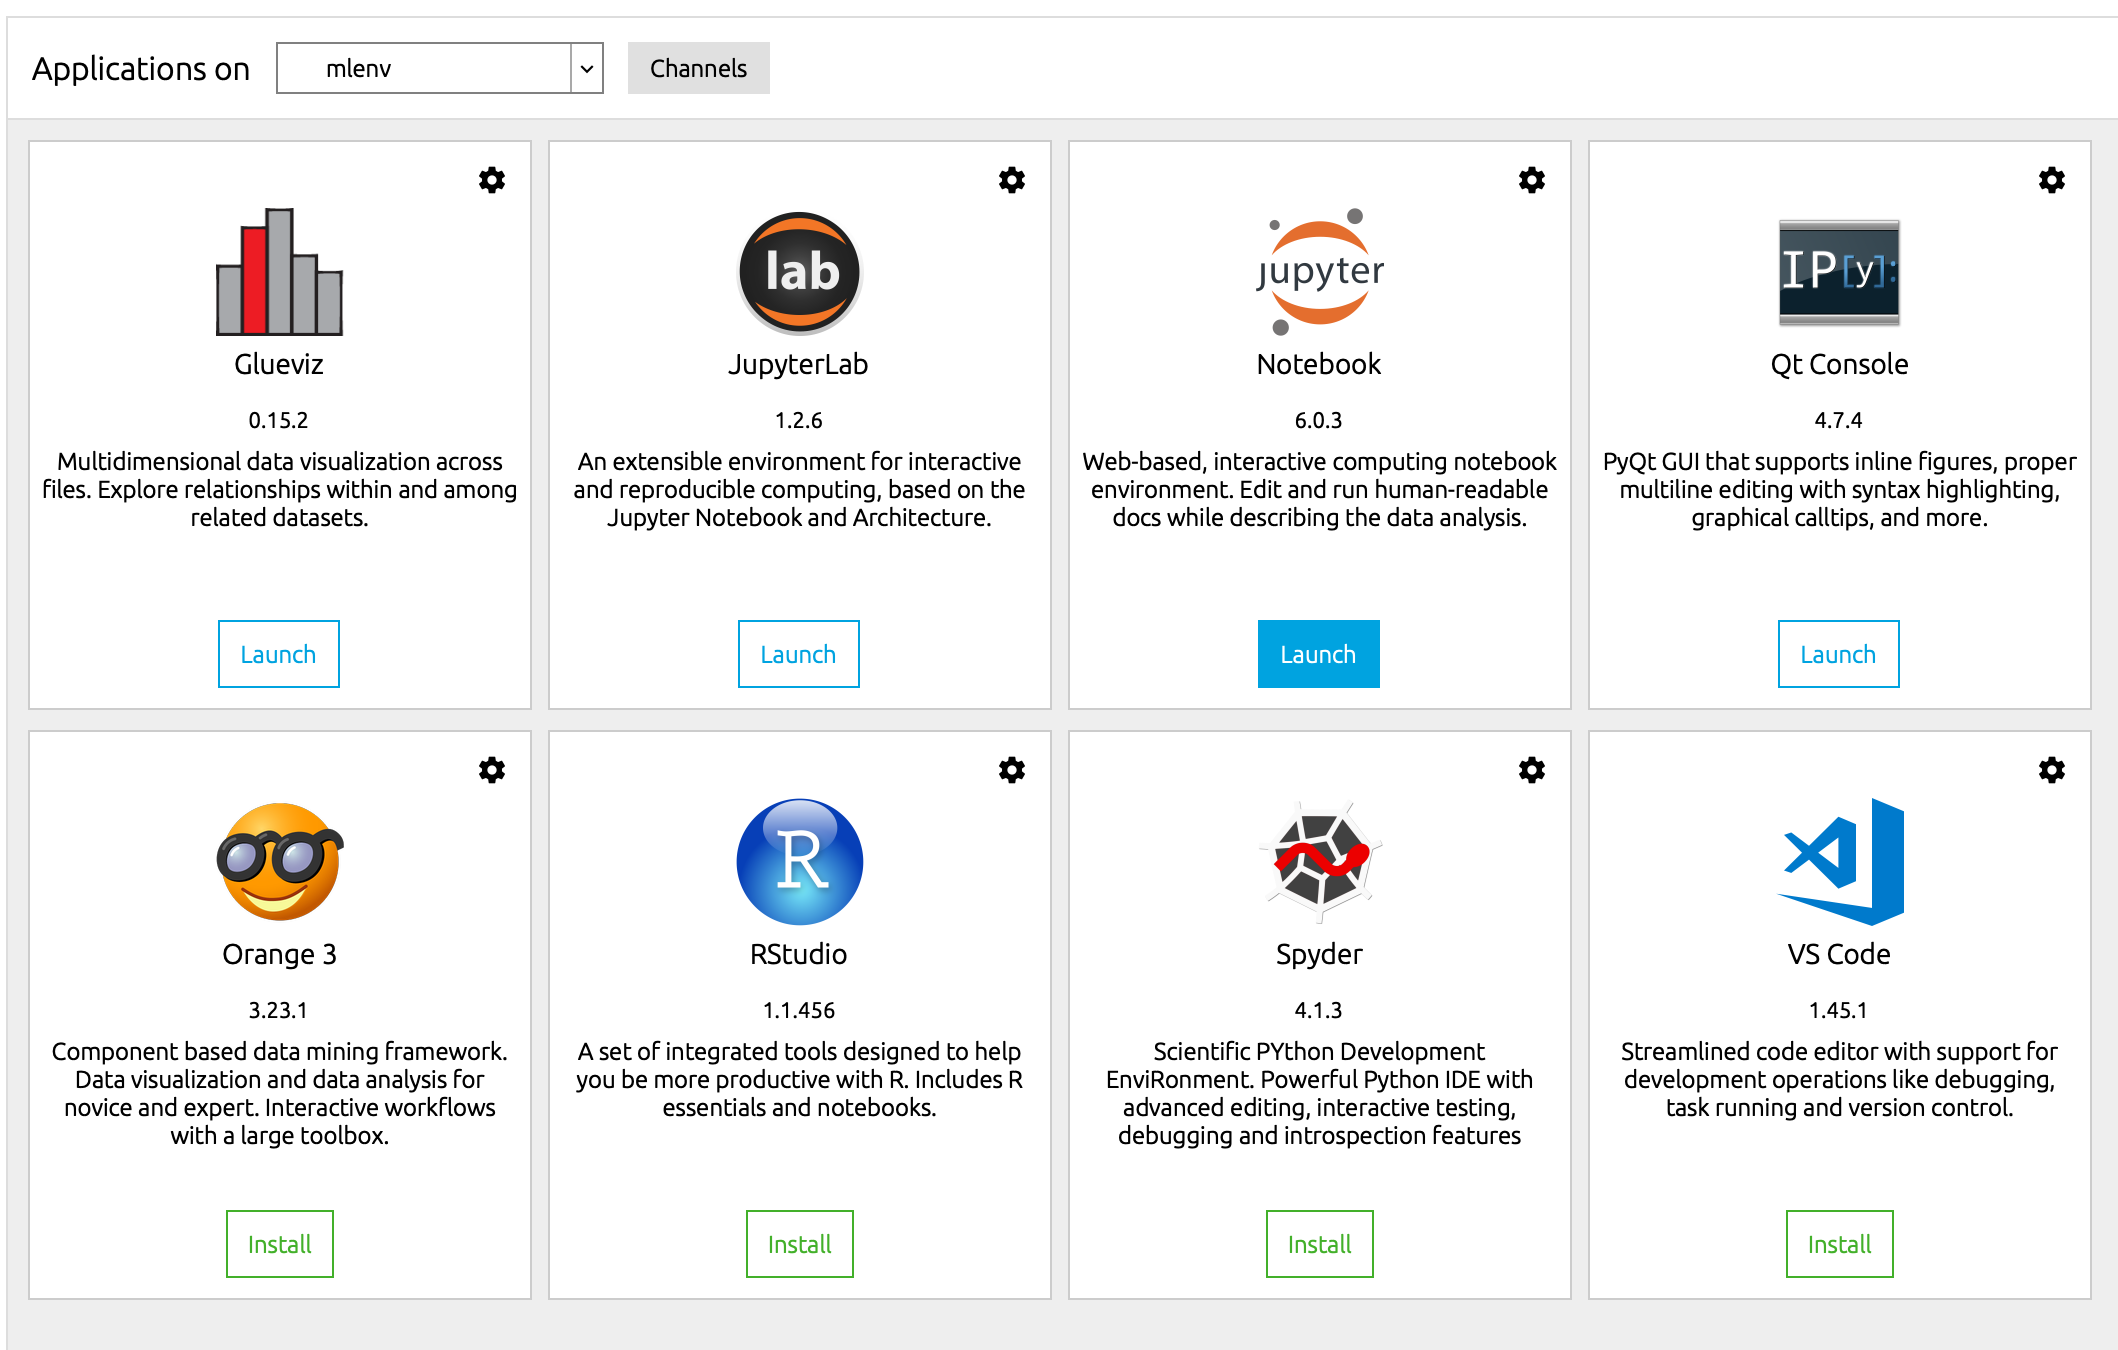 Applications on
mlenv
Channels
lab
Glueviz
0.15.2
Multidimensional data visualization across
files. Explore relationships within and among
related datasets.
Launch
JupyterLab
1.2.6
An extensible environment for interactive
and reproducible computing, based on the
Jupyter Notebook and Architecture.
Launch
jupyter
Notebook
6.0.3
Web-based, interactive computing notebook
environment. Edit and run human-readable
docs while describing the data analysis.
Launch
IP[y]:
Qt Console
4.7.4
PyQt GUI that supports inline figures, proper
multiline editing with syntax highlighting,
graphical calltips, and more.
Launch
Orange 3
3.23.1
Component based data mining framework.
Data visualization and data analysis for
novice and expert. Interactive workflows
with a large toolbox.
Install
R
RStudio
1.1.456
A set of integrated tools designed to help
you be more productive with R. Includes R
essentials and notebooks.
Install
Spyder
4.1.3
Scientific PYthon Development
EnviRonment. Powerful Python IDE with
advanced editing, interactive testing,
debugging and introspection features
Install
VS Code
1.45.1
Streamlined code editor with support for
development operations like debugging,
task running and version control.
Install